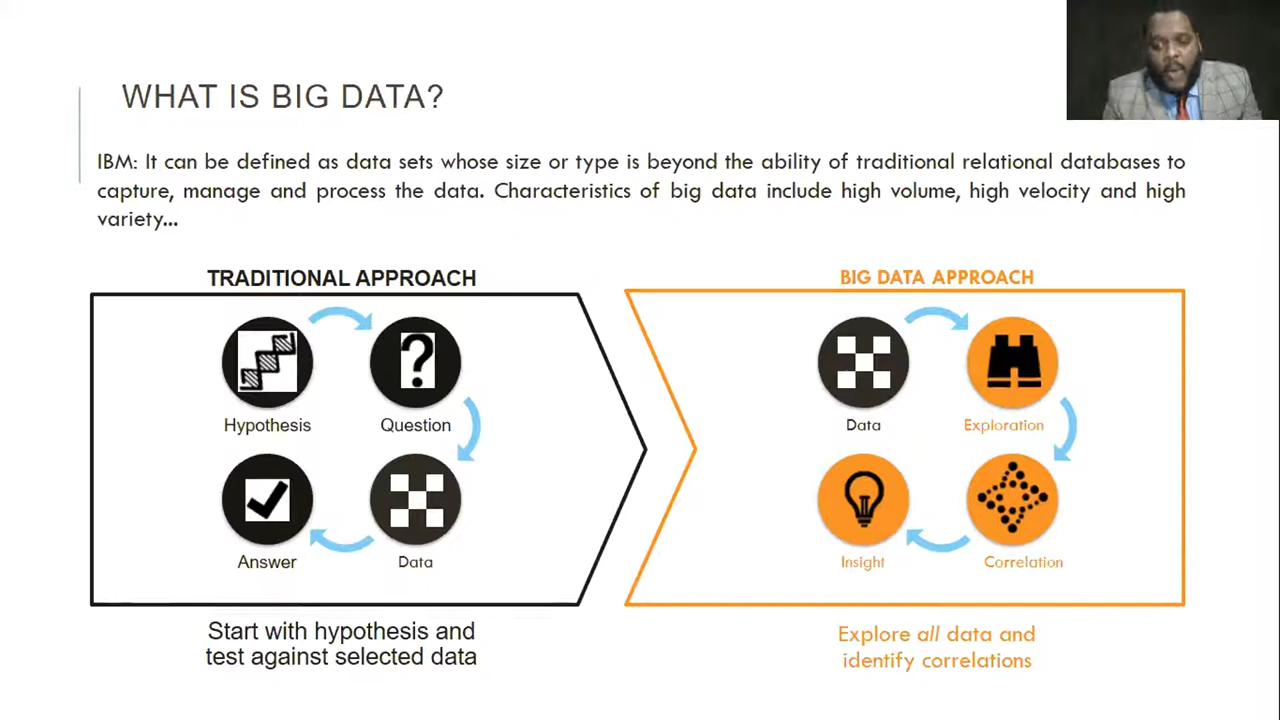 WHAT IS BIG DATA?
IBM: It can be defined as data sets whose size or type is beyond the ability of traditional relational databases to
capture, manage and process the data. Characteristics of big data include high volume, high velocity and high
variety...
TRADITIONAL APPROACH
Hypothesis
Question
Answer
Data
Start with hypothesis and
test against selected data
BIG DATA APPROACH
Data
Exploration
Insight
Correlation
Explore all data and
identify correlations